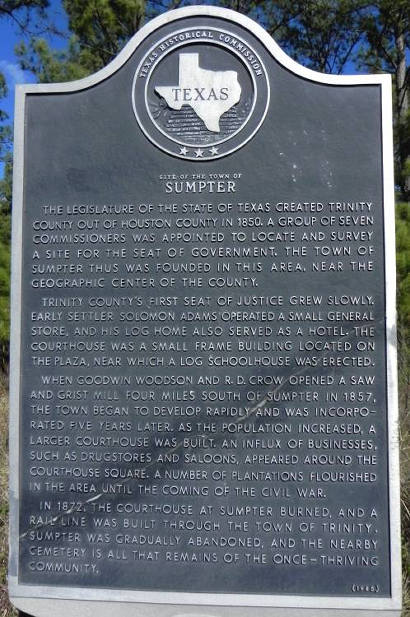 TEXAS HISTORICAL COMMISSION
TEXAS
SITE OF THE TOWN OF
SUMPTER
THE LEGISLATURE OF THE STATE OF TEXAS CREATED TRINITY
COUNTY OUT OF HOUSTON COUNTY IN 1850. A GROUP OF SEVEN
COMMISSIONERS WAS APPOINTED TO LOCATE AND SURVEY
A SITE FOR THE SEAT OF GOVERNMENT. THE TOWN OF
SUMPTER THUS WAS FOUNDED IN THIS AREA, NEAR THE
GEOGRAPHIC CENTER OF THE COUNTY.
TRINITY COUNTY'S FIRST SEAT OF JUSTICE GREW SLOWLY.
EARLY SETTLER SOLOMON ADAMS OPERATED A SMALL GENERAL
STORE, AND HIS LOG HOME ALSO SERVED AS A HOTEL. THE
COURTHOUSE WAS A SMALL FRAME BUILDING LOCATED ON
THE PLAZA, NEAR WHICH A LOG SCHOOLHOUSE WAS ERECTED.
WHEN GOODWIN WOODSON AND R. D. CROW OPENED A SAW
AND GRIST MILL FOUR MILES SOUTH OF SUMPTER IN 1857,
THE TOWN BEGAN TO DEVELOP RAPIDLY AND WAS INCORPO-
RATED FIVE YEARS LATER. AS THE POPULATION INCREASED, A
LARGER COURTHOUSE WAS BUILT. AN INFLUX OF BUSINESSES,
SUCH AS DRUGSTORES AND SALOONS, APPEARED AROUND THE
COURTHOUSE SQUARE. A NUMBER OF PLANTATIONS FLOURISHED
IN THE AREA UNTIL THE COMING OF THE CIVIL WAR.
IN 1872, THE COURTHOUSE AT SUMPTER BURNED, AND A
RAIL LINE WAS BUILT THROUGH THE TOWN OF TRINITY.
SUMPTER WAS GRADUALLY ABANDONED, AND THE NEARBY
CEMETERY IS ALL THAT REMAINS OF THE ONCE-THRIVING
COMMUNITY.
(1985)